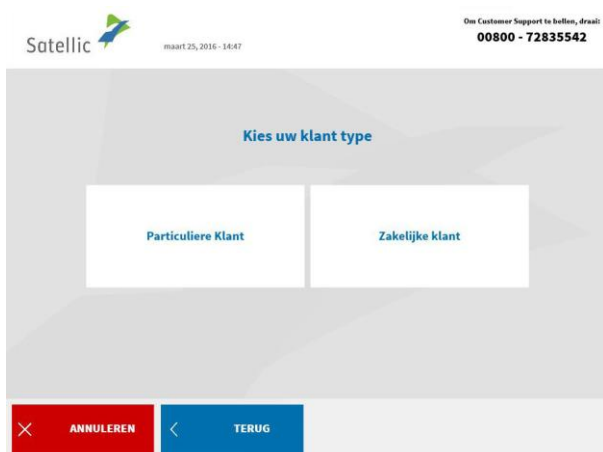 Satellic
maart 25, 2016 - 14:47
Om Customer Support te bellen, draai:
00800 - 72835542
Kies uw klant type
Particuliere Klant
Zakelijke klant
ANNULEREN
TERUG